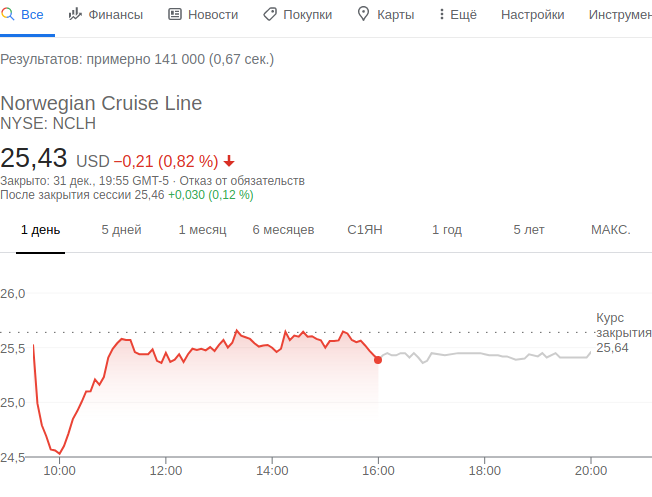 Все Финансы Новости Покупки Карты Ещё Настройки Инструмен
Результатов: примерно 141 000 (0,67 сек.)
Norwegian Cruise Line
NYSE: NCLH
25,43 USD −0,21 (0,82 %)
Закрыто: 31 дек., 19:55 GMT-5 · Отказ от обязательств
После закрытия сессии 25,46 +0,030 (0,12 %)
1 день 5 дней 1 месяц 6 месяцев С1ЯН 1 год 5 лет МАКС.
26,0
Курс
закрытия
25,64
25,5
25,0
24,5
10:00 12:00 14:00 16:00 18:00 20:00